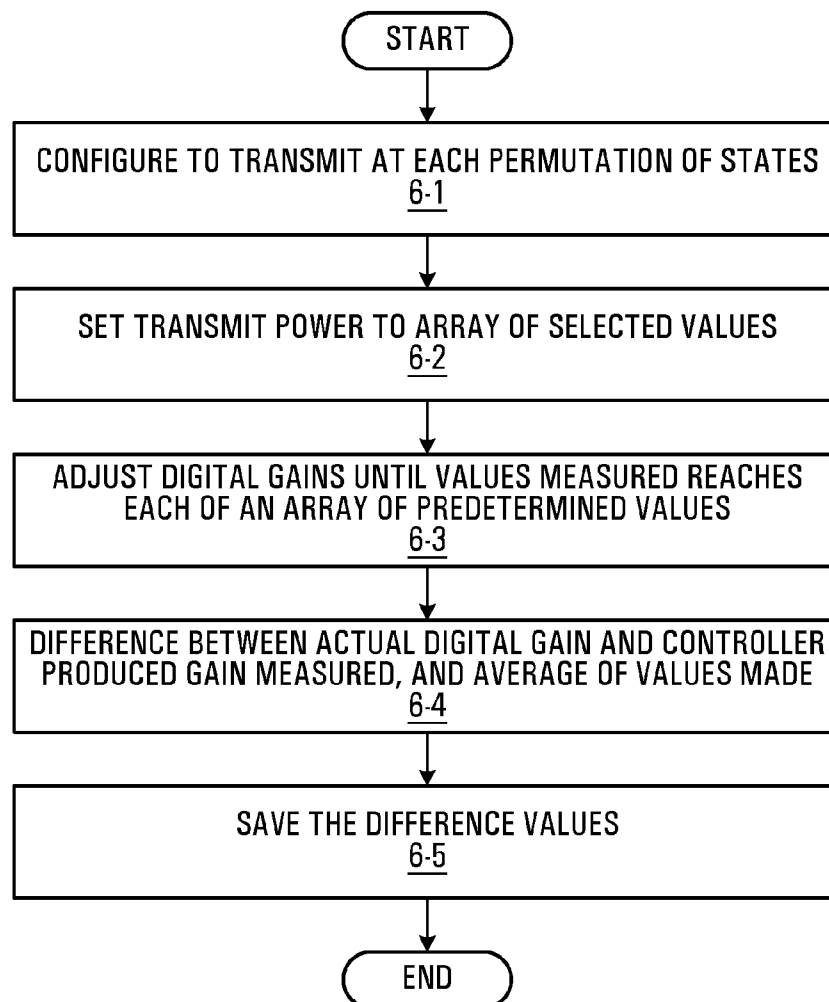 START
CONFIGURE TO TRANSMIT AT EACH PERMUTATION OF STATES
6-1
SET TRANSMIT POWER TO ARRAY OF SELECTED VALUES
6-2
ADJUST DIGITAL GAINS UNTIL VALUES MEASURED REACHES
EACH OF AN ARRAY OF PREDETERMINED VALUES
6-3
DIFFERENCE BETWEEN ACTUAL DIGITAL GAIN AND CONTROLLER
PRODUCED GAIN MEASURED, AND AVERAGE OF VALUES MADE
6-4
SAVE THE DIFFERENCE VALUES
6-5
END